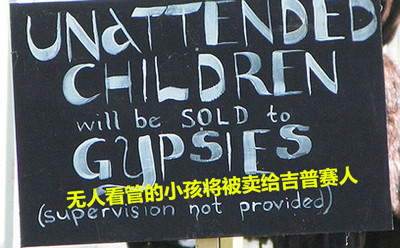 UNATTENDED
CHILDREN
will be SOLD to
GYPSIES
无人看管的小孩将被卖给吉普赛人
(supervision not provided)